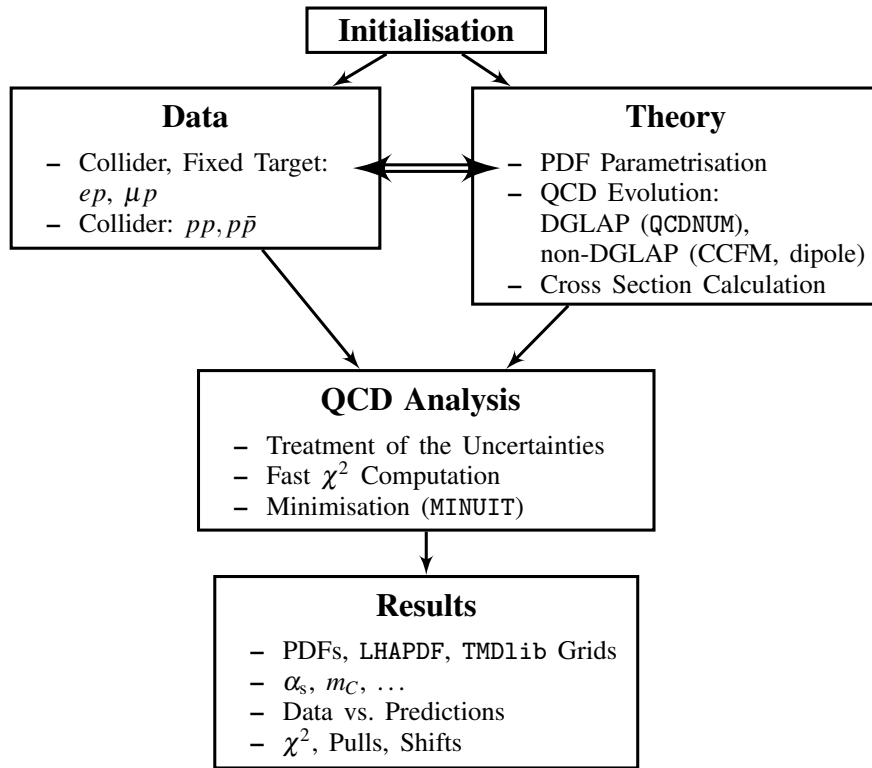 Initialisation
Data
– Collider, Fixed Target:
ep, μp
– Collider: pp, pp̄
Theory
– PDF Parametrisation
– QCD Evolution:
DGLAP (QCDNUM),
non-DGLAP (CCFM, dipole)
– Cross Section Calculation
QCD Analysis
– Treatment of the Uncertainties
– Fast χ² Computation
– Minimisation (MINUIT)
Results
– PDFs, LHAPDF, TMDlib Grids
– αₛ, m_C, …
– Data vs. Predictions
– χ², Pulls, Shifts